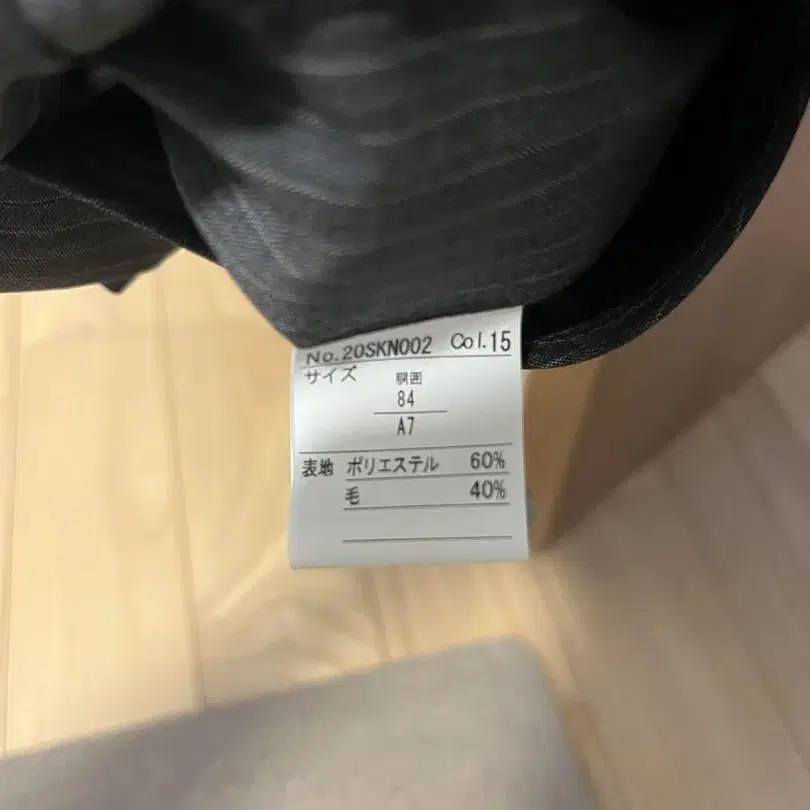 No.20SKN002 Col.15
サイズ 胴囲
84
A7
表地 ポリエステル 60%
毛 40%